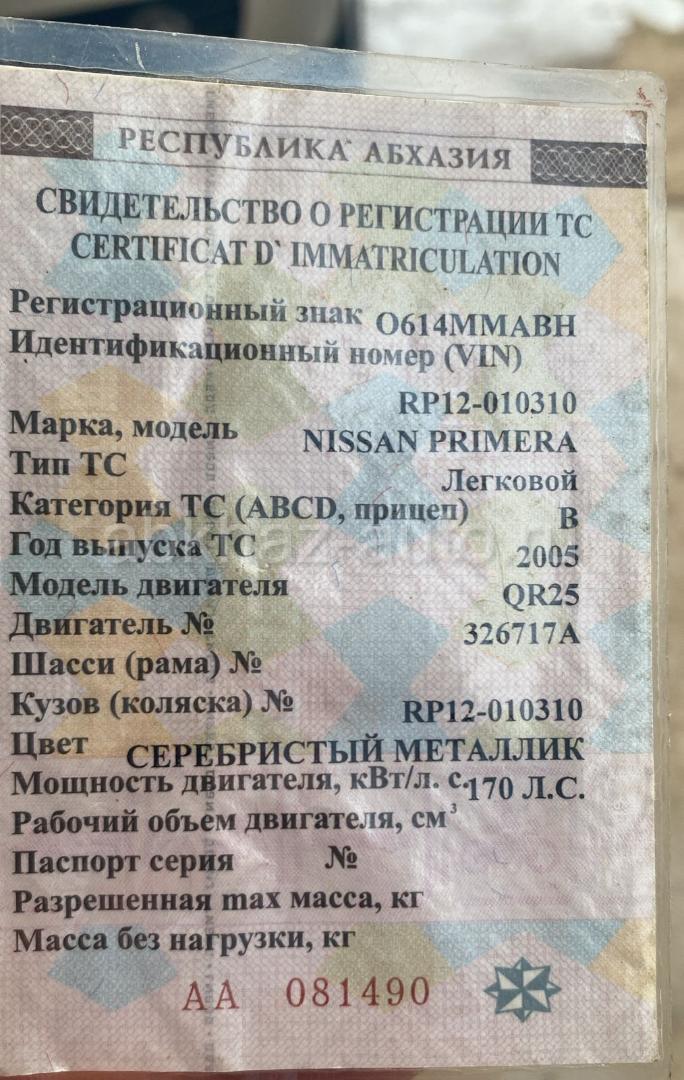 РЕСПУБЛИКА АБХАЗИЯ
СВИДЕТЕЛЬСТВО О РЕГИСТРАЦИИ ТС
CERTIFICAT D` IMMATRICULATION
Регистрационный знак О614ММАВН
Идентификационный номер (VIN)
RP12-010310
Марка, модель NISSAN PRIMERA
Тип ТС Легковой
Категория ТС (ABCD, прицеп) В
Год выпуска ТС 2005
Модель двигателя QR25
Двигатель № 326717А
Шасси (рама) №
Кузов (коляска) № RP12-010310
Цвет СЕРЕБРИСТЫЙ МЕТАЛЛИК
Мощность двигателя, кВт/л. с. 170 Л.С.
Рабочий объем двигателя, см³
Паспорт серия №
Разрешенная max масса, кг
Масса без нагрузки, кг
АА 081490